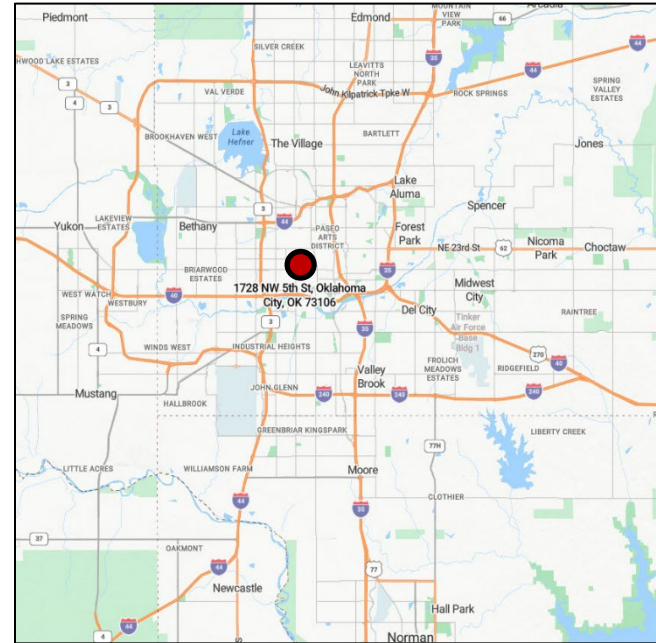 Piedmont
Edmond
MOUNTAIN
VIEW
PARK
Arcadia
66
HWOOD LAKE ESTATES
SILVER CREEK
35
44
3
LEAVITTS
NORTH
PARK
44
SPRING
VALLEY
ESTATES
3
VAL VERDE
John Kilpatrick Tpke W
ROCK SPRINGS
4
3
BROOKHAVEN WEST
Lake
Hefner
The Village
BARTLETT
Jones
Lake
Aluma
3
Spencer
Yukon
LAKEVIEW
ESTATES
Bethany
44
PASEO
ARTS
DISTRICT
Forest
Park
NE 23rd St
62
Nicoma
Park
Choctaw
BRIARWOOD
ESTATES
35
WEST WATCH
WESTBURY
40
1728 NW 5th St, Oklahoma
City, OK 73106
Midwest
City
Del City
RAINTREE
SPRING
MEADOWS
3
35
Tinker
Air Force
Base
Bldg 1
4
WINDS WEST
INDUSTRIAL HEIGHTS
270
40
Valley
Brook
FROLICH
MEADOWS
ESTATES
RIDGEFIELD
Mustang
HALLBROOK
JOHN GLENN
240
240
240
GREENBRIAR KINGSPARK
LIBERTY CREEK
77H
LITTLE ACRES
WILLIAMSON FARM
Moore
CLOTHIER
44
35
37
OAKMONT
44
77
Newcastle
Hall Park
44
4
Norman